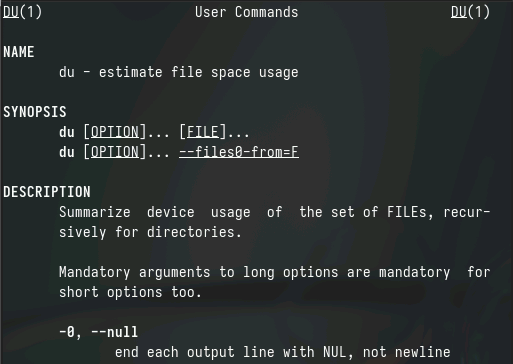 DU(1) User Commands DU(1)
NAME
du - estimate file space usage
SYNOPSIS
du [OPTION]... [FILE]...
du [OPTION]... --files0-from=F
DESCRIPTION
Summarize device usage of the set of FILEs, recur-
sively for directories.
Mandatory arguments to long options are mandatory for
short options too.
-0, --null
end each output line with NUL, not newline